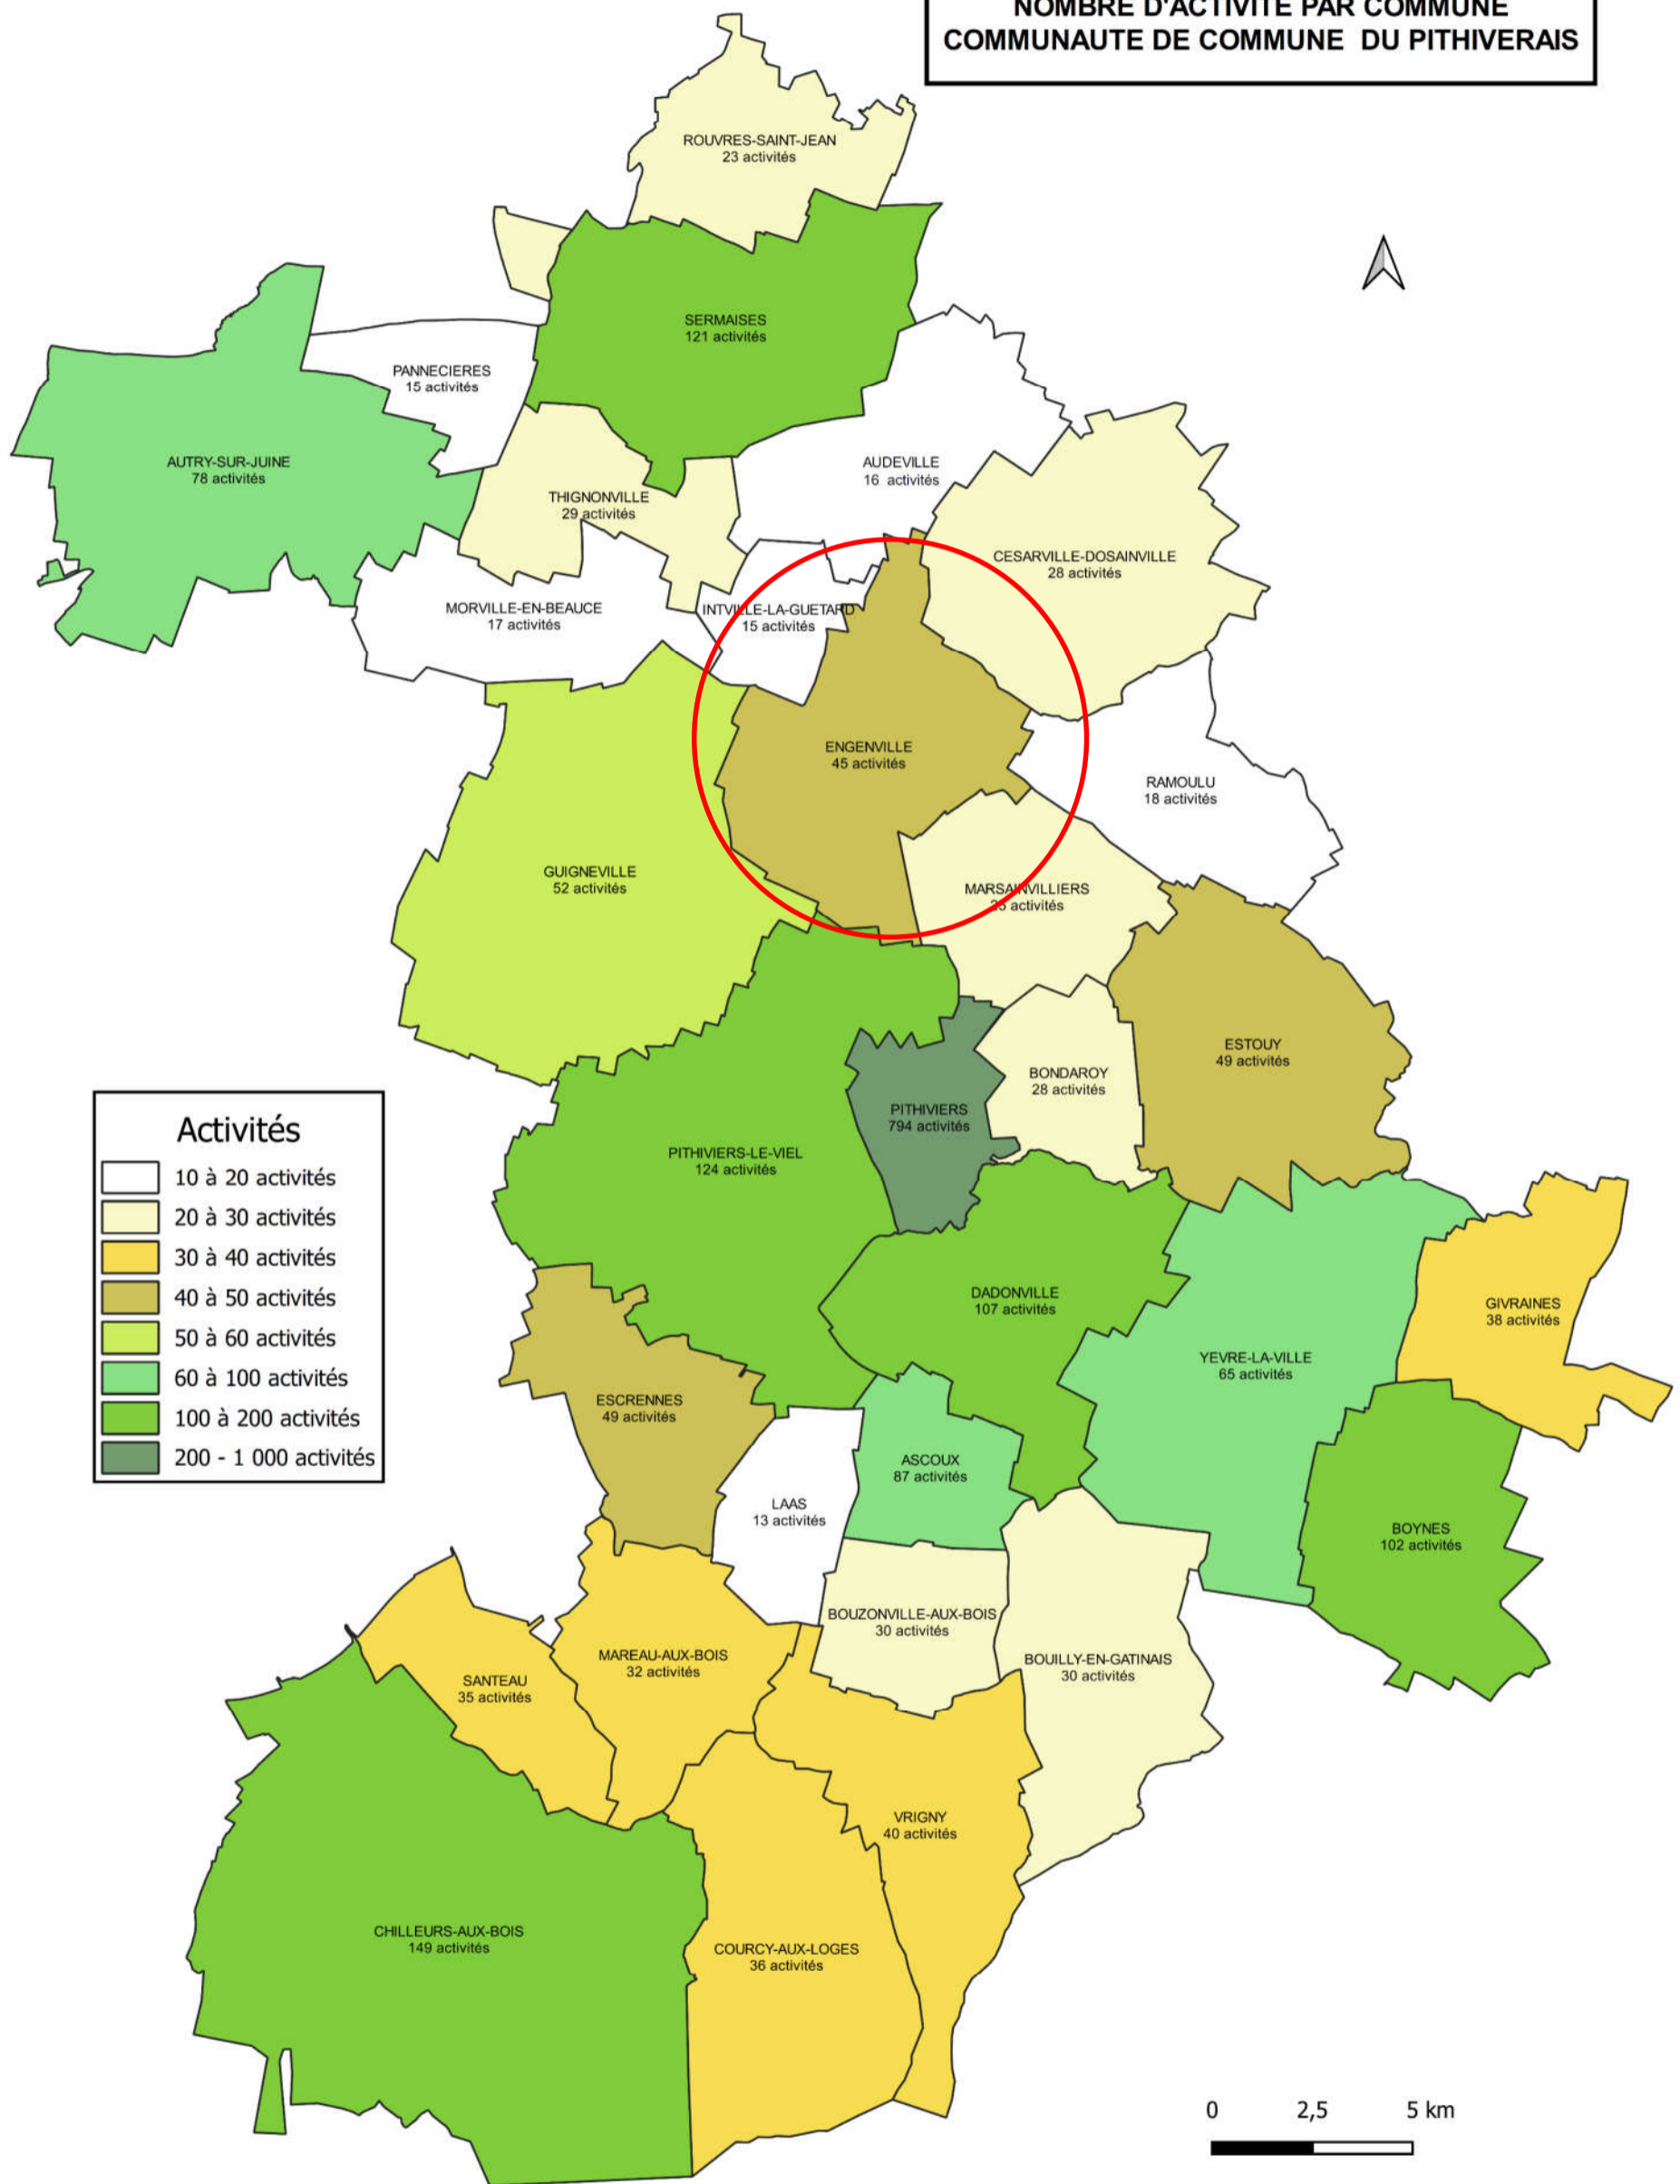 NOMBRE D'ACTIVITE PAR COMMUNE
COMMUNAUTE DE COMMUNE DU PITHIVERAIS
ROUVRES-SAINT-JEAN
23 activités
SERMAISES
121 activités
PANNECIERES
15 activités
AUTRY-SUR-JUINE
78 activités
AUDEVILLE
16 activités
THIGNONVILLE
29 activités
CESARVILLE-DOSAINVILLE
28 activités
MORVILLE-EN-BEAUCE
17 activités
INTVILLE-LA-GUETARD
15 activités
ENGENVILLE
45 activités
RAMOULU
18 activités
GUIGNEVILLE
52 activités
MARSAINVILLIERS
activités
ESTOUY
49 activités
BONDAROY
28 activités
PITHIVIERS
794 activités
PITHIVIERS-LE-VIEL
124 activités
Activités
10 à 20 activités
20 à 30 activités
30 à 40 activités
40 à 50 activités
50 à 60 activités
60 à 100 activités
100 à 200 activités
200 - 1 000 activités
DADONVILLE
107 activités
GIVRAINES
38 activités
YEVRE-LA-VILLE
65 activités
ESCRENNES
49 activités
ASCOUX
87 activités
LAAS
13 activités
BOYNES
102 activités
BOUZONVILLE-AUX-BOIS
30 activités
MAREAU-AUX-BOIS
32 activités
BOUILLY-EN-GATINAIS
30 activités
SANTEAU
35 activités
VRIGNY
40 activités
CHILLEURS-AUX-BOIS
149 activités
COURCY-AUX-LOGES
36 activités
0 2,5 5 km